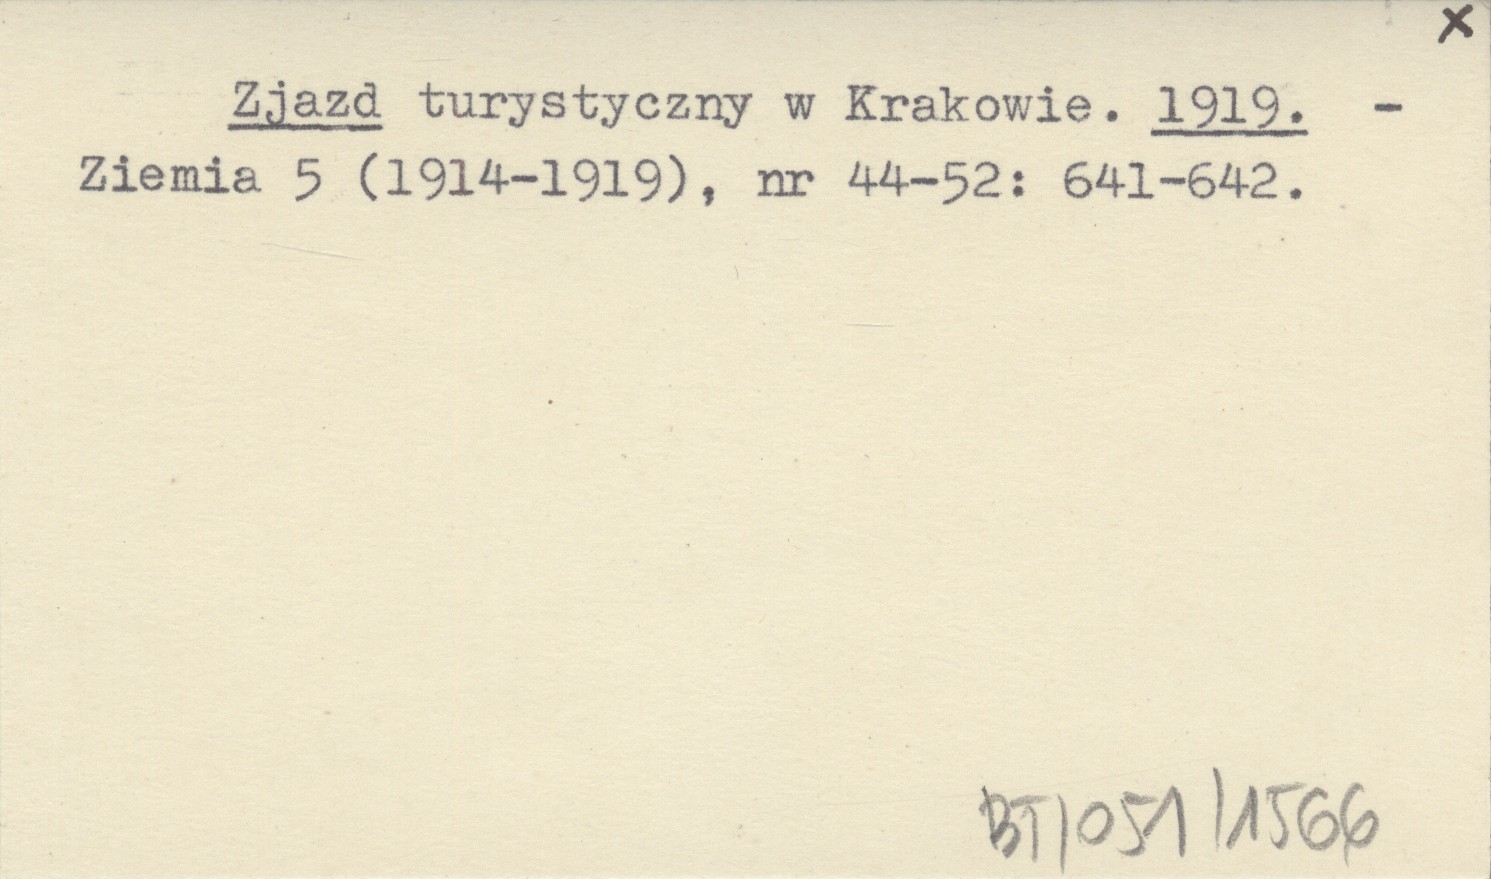 x
Zjazd turystyczny w Krakowie. 1919. -
Ziemia 5 (1914-1919), nr 44-52: 641-642.
BT/051/1566